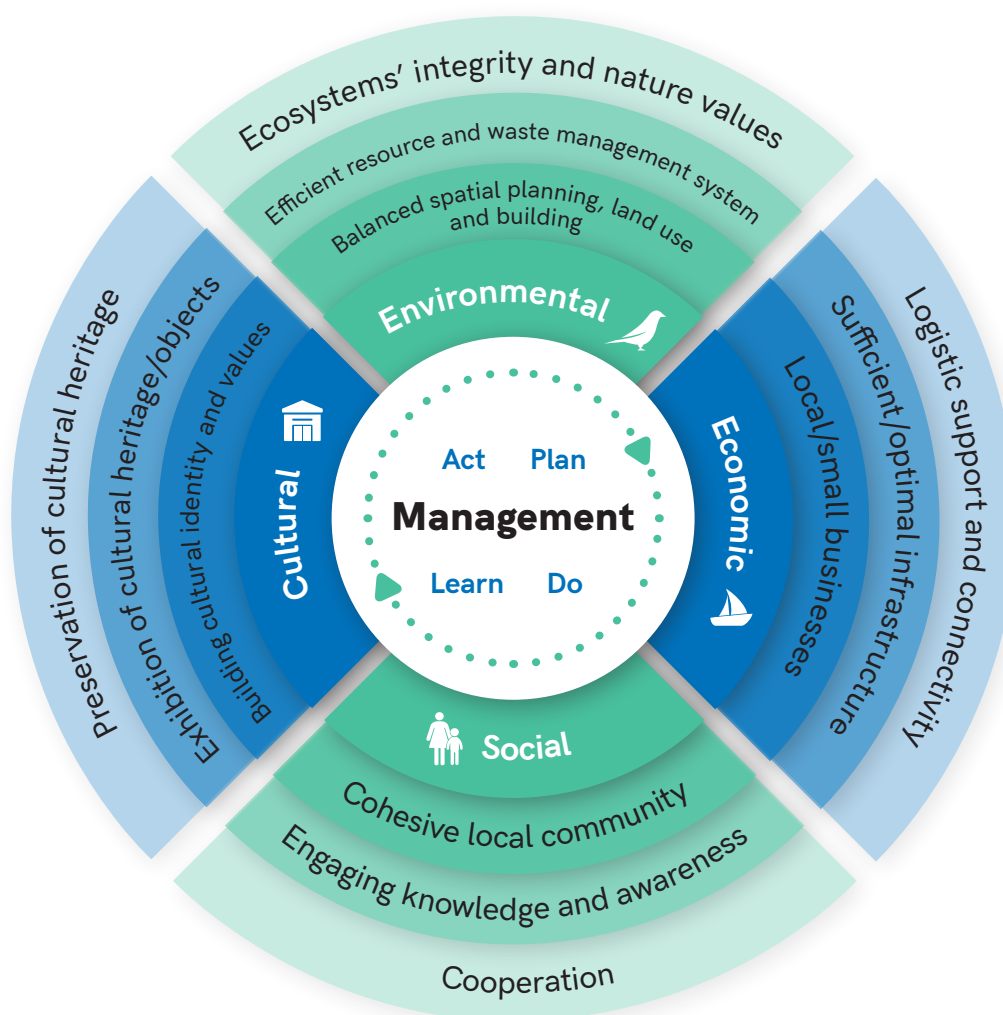 Ecosystems’ integrity and nature values
Efficient resource and waste management system
Balanced spatial planning, land use
and building
Environmental
Logistic support and connectivity
Sufficient/optimal infrastructure
Local/small businesses
Economic
Social
Cohesive local community
Engaging knowledge and awareness
Cooperation
Preservation of cultural heritage
Exhibition of cultural heritage/objects
Building cultural identity and values
Cultural
Act Plan
Management
Learn Do